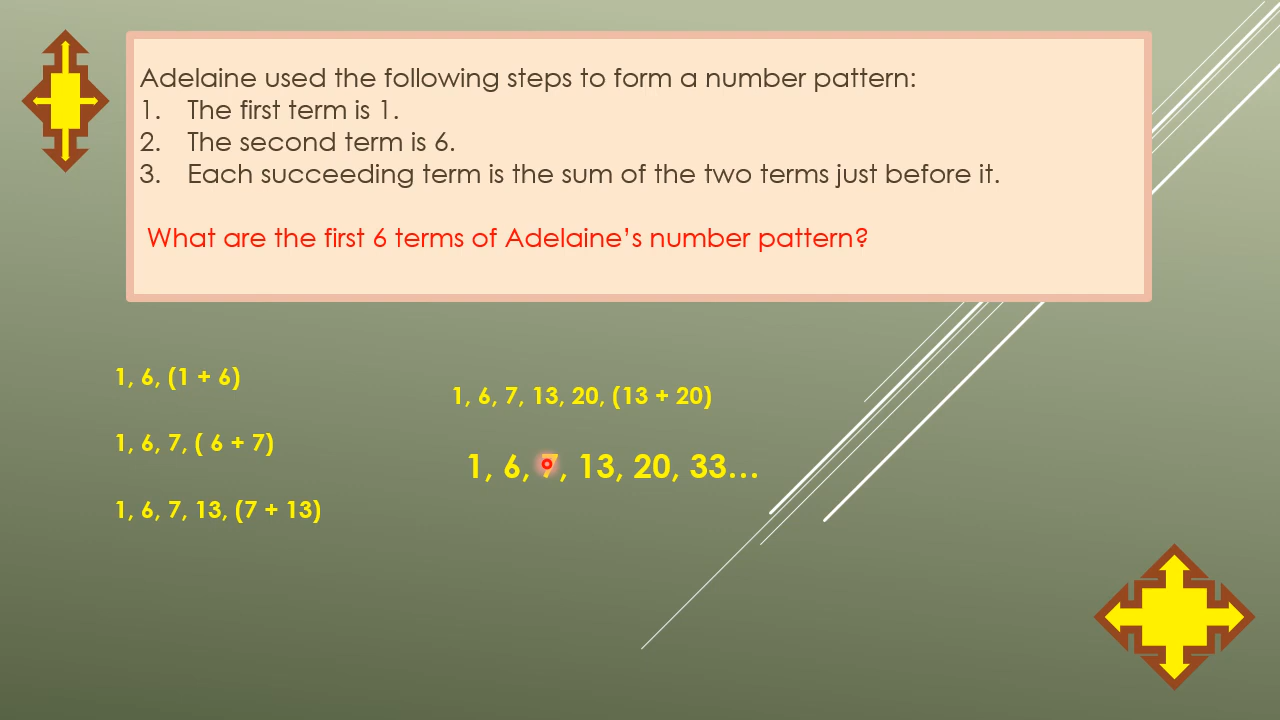 Adelaine used the following steps to form a number pattern:
1. The first term is 1.
2. The second term is 6.
3. Each succeeding term is the sum of the two terms just before it.
What are the first 6 terms of Adelaine’s number pattern?
1, 6, (1 + 6)
1, 6, 7, ( 6 + 7)
1, 6, 7, 13, (7 + 13)
1, 6, 7, 13, 20, (13 + 20)
1, 6, 7, 13, 20, 33...